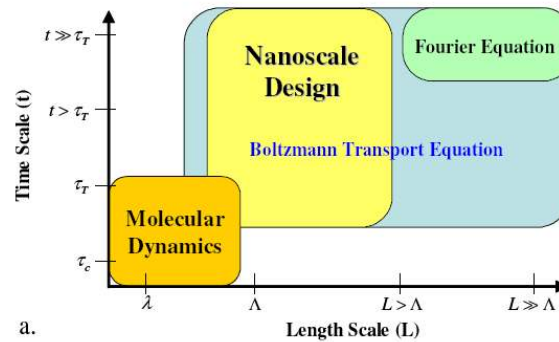 t ≫ τ_T
t > τ_T
τ_T
τ_c
Time Scale (t)
Nanoscale
Design
Fourier Equation
Boltzmann Transport Equation
Molecular
Dynamics
λ
Λ
L > Λ
L ≫ Λ
Length Scale (L)
a.